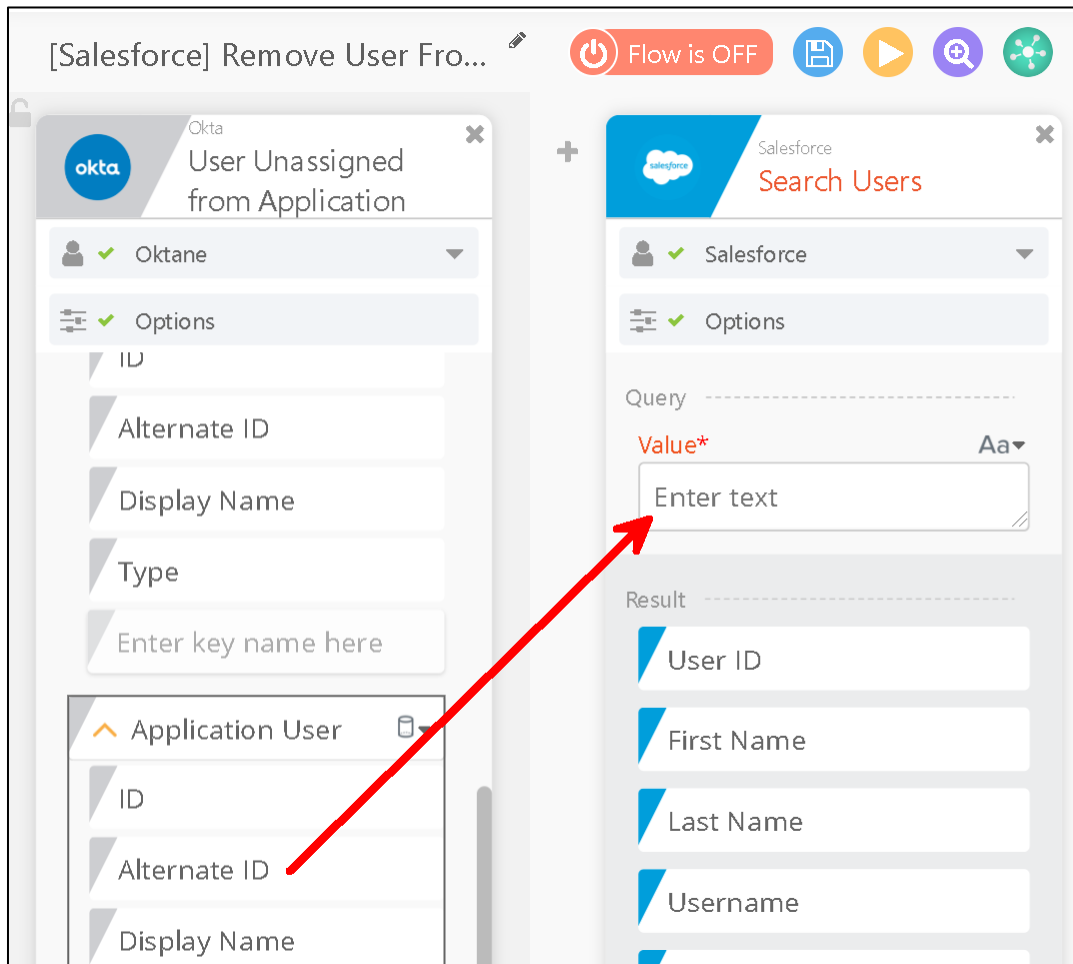 [Salesforce] Remove User Fro...
Flow is OFF
Okta
okta
User Unassigned
from Application
Oktane
Options
ID
Alternate ID
Display Name
Type
Enter key name here
Application User
ID
Alternate ID
Display Name
Salesforce
salesforce
Search Users
Salesforce
Options
Query
Value*
Aa
Enter text
Result
User ID
First Name
Last Name
Username